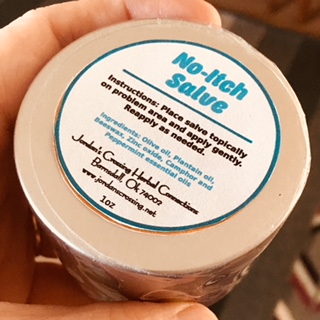 No-Itch
Salve
Instructions: Place salve topically
on problem area and apply gently.
Reapply as needed.
Ingredients: Olive oil, Plantain oil,
Beeswax, Zinc oxide, Camphor and
Peppermint essential oils
Jordan's Crossing Herbal Connections
Barnsdall, Ok 74002
www.jordanscrossing.net
1oz